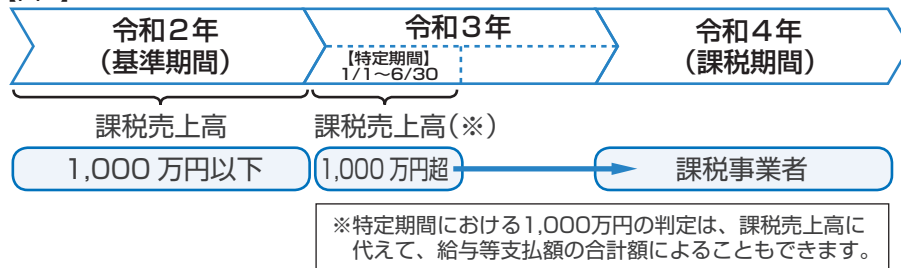 令和2年
(基準期間)
令和3年
【特定期間】
1/1～6/30
令和4年
(課税期間)
課税売上高
課税売上高(※)
1,000 万円以下
1,000 万円超
課税事業者
※特定期間における1,000万円の判定は、課税売上高に
代えて、給与等支払額の合計額によることもできます。